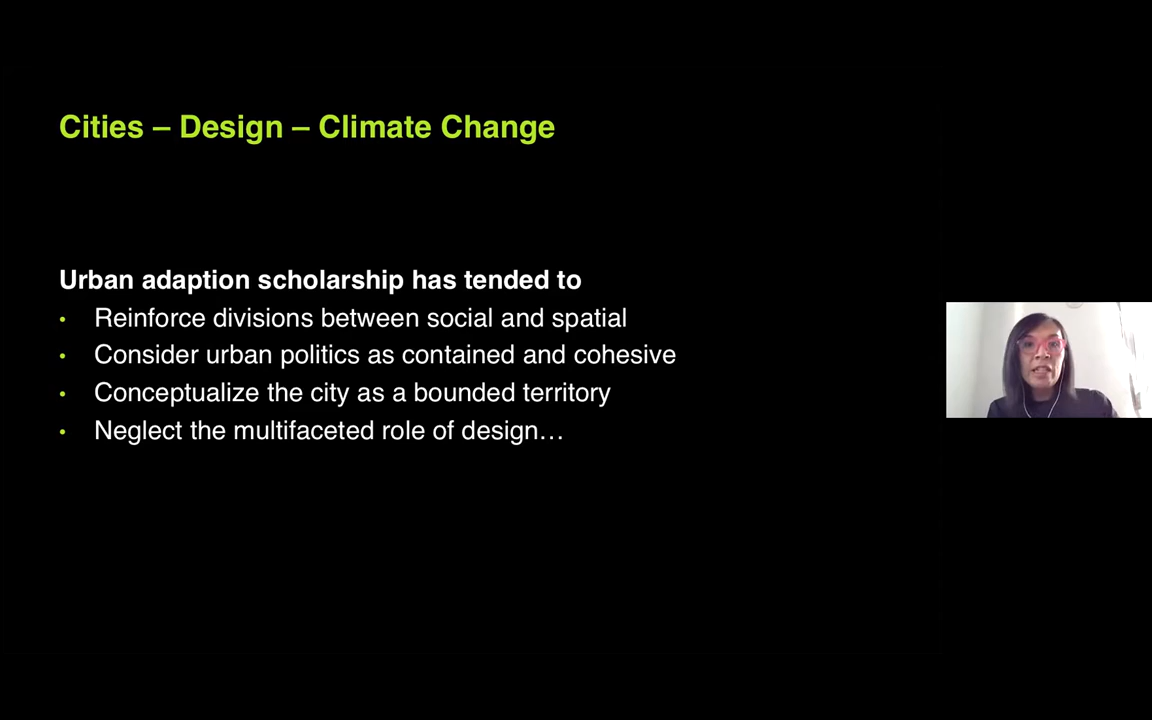 Cities – Design – Climate Change
Urban adaption scholarship has tended to
• Reinforce divisions between social and spatial
• Consider urban politics as contained and cohesive
• Conceptualize the city as a bounded territory
• Neglect the multifaceted role of design…